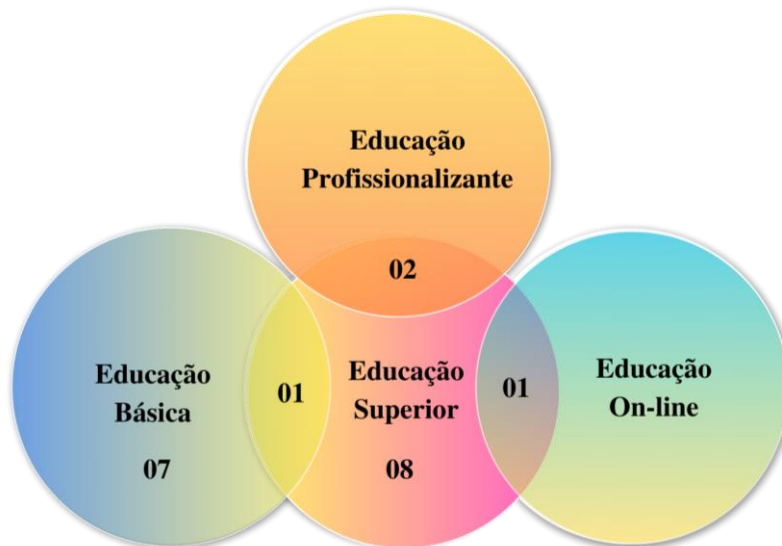 Educação
Profissionalizante
02
Educação
Básica
07
01
Educação
Superior
08
01
Educação
On-line